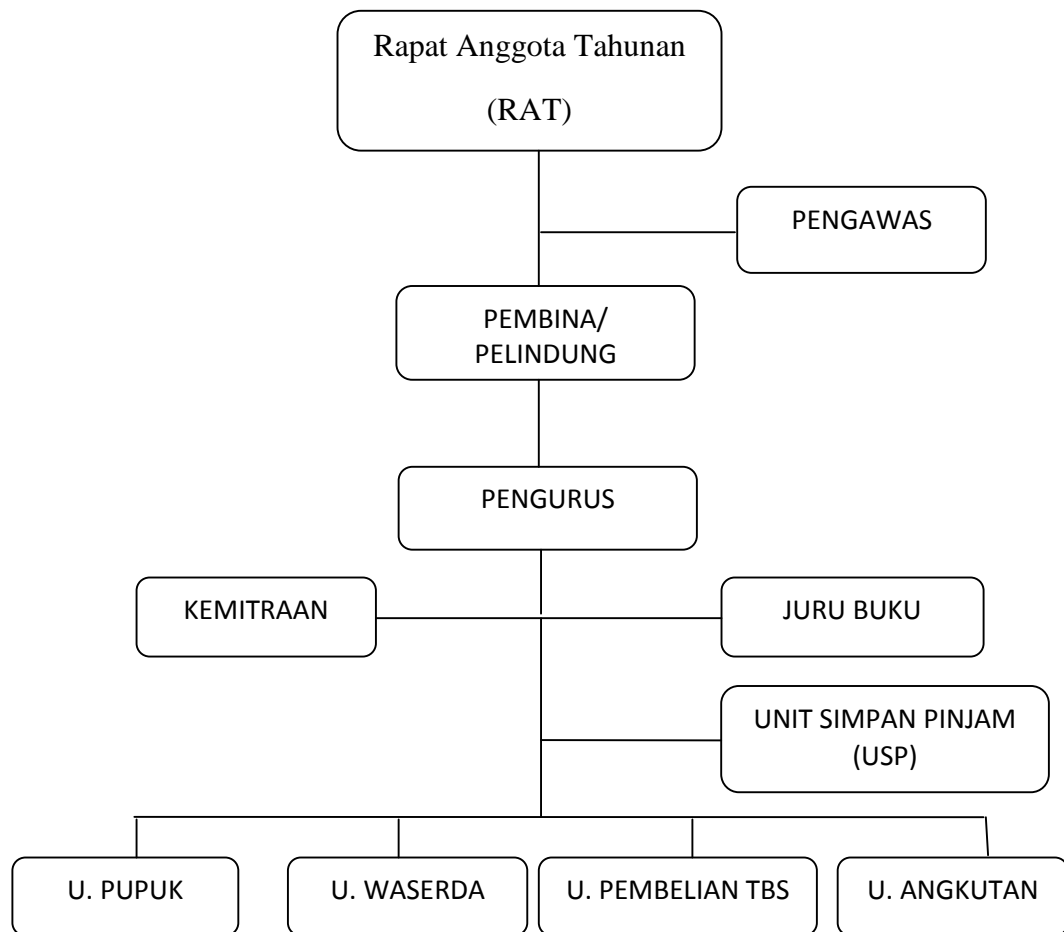 Rapat Anggota Tahunan
(RAT)
PENGAWAS
PEMBINA/
PELINDUNG
PENGURUS
KEMITRAAN
JURU BUKU
UNIT SIMPAN PINJAM
(USP)
U. PUPUK
U. WASERDA
U. PEMBELIAN TBS
U. ANGKUTAN